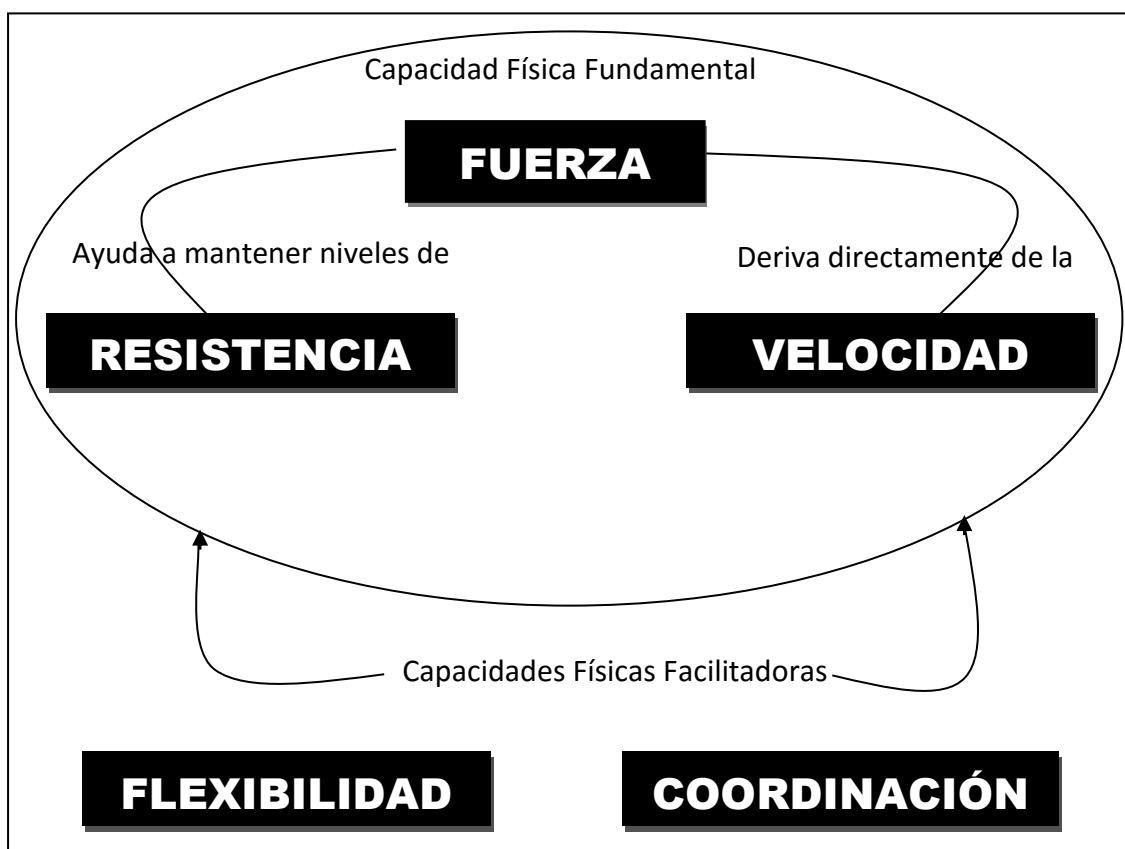 Capacidad Física Fundamental
FUERZA
Ayuda a mantener niveles de
Deriva directamente de la
RESISTENCIA
VELOCIDAD
Capacidades Físicas Facilitadoras
FLEXIBILIDAD
COORDINACIÓN